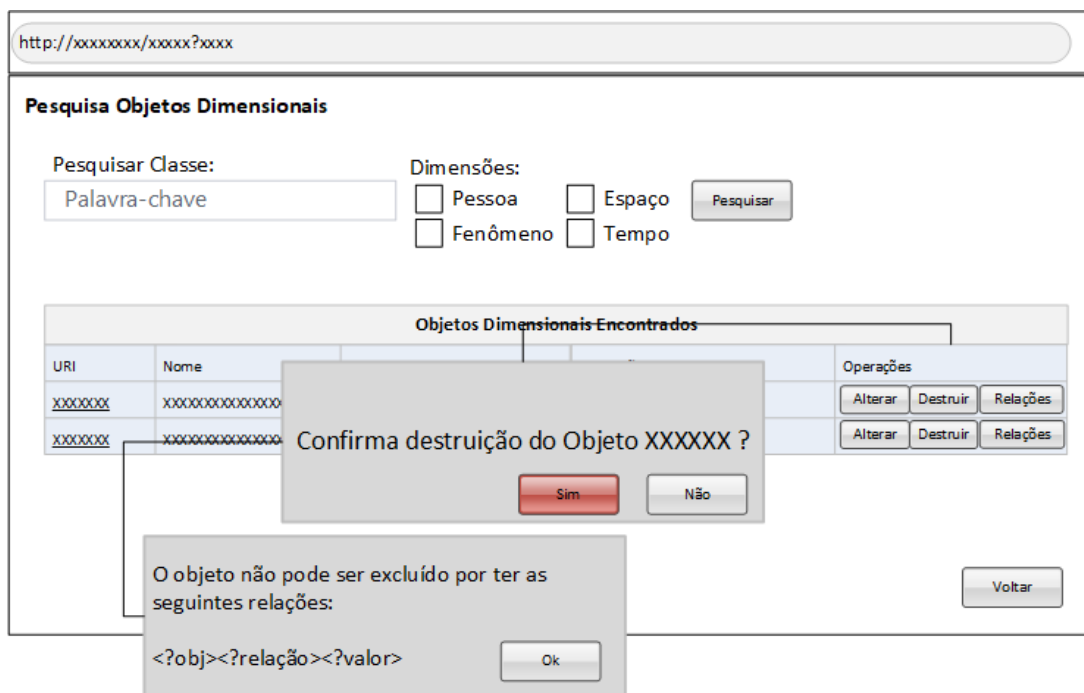 http://xxxxxxxx/xxxxx?xxxx
Pesquisa Objetos Dimensionais
Pesquisar Classe:
Palavra-chave
Dimensões:
Pessoa
Espaço
Fenômeno
Tempo
Pesquisar
Objetos Dimensionais Encontrados
URI
Nome
Operações
XXXXXXX
XXXXXXXXXXXXXXX
Alterar
Destruir
Relações
XXXXXXX
XXXXXXXXXXXXXXX
Alterar
Destruir
Relações
Confirma destruição do Objeto XXXXXX ?
Sim
Não
O objeto não pode ser excluído por ter as
seguintes relações:
<?obj><?relação><?valor>
Ok
Voltar